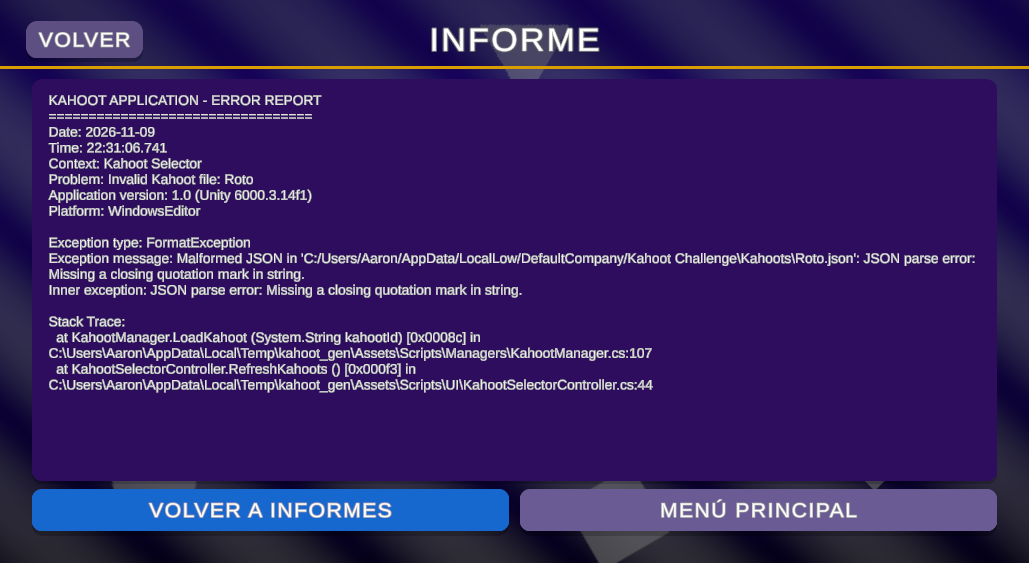 VOLVER
INFORME
KAHOOT APPLICATION - ERROR REPORT
=================================
Date: 2026-11-09
Time: 22:31:06.741
Context: Kahoot Selector
Problem: Invalid Kahoot file: Roto
Application version: 1.0 (Unity 6000.3.14f1)
Platform: WindowsEditor
Exception type: FormatException
Exception message: Malformed JSON in 'C:/Users/Aaron/AppData/LocalLow/DefaultCompany/Kahoot Challenge\Kahoots\Roto.json': JSON parse error:
Missing a closing quotation mark in string.
Inner exception: JSON parse error: Missing a closing quotation mark in string.
Stack Trace:
at KahootManager.LoadKahoot (System.String kahootId) [0x0008c] in
C:\Users\Aaron\AppData\Local\Temp\kahoot_gen\Assets\Scripts\Managers\KahootManager.cs:107
at KahootSelectorController.RefreshKahoots () [0x000f3] in
C:\Users\Aaron\AppData\Local\Temp\kahoot_gen\Assets\Scripts\UI\KahootSelectorController.cs:44
VOLVER A INFORMES
MENÚ PRINCIPAL